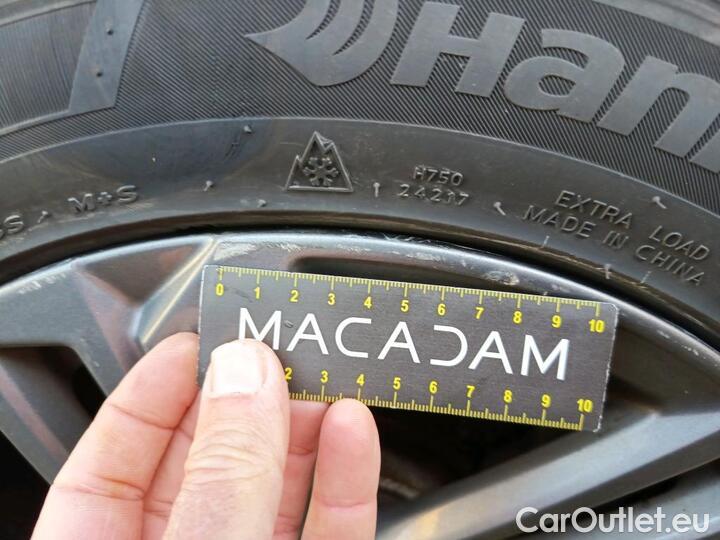 Han
M+S
H750
24217
EXTRA LOAD
MADE IN CHINA
0 1 2 3 4 5 6 7 8 9 10
MACADAM
2 3 4 5 6 7 8 9 10
CarOutlet.eu